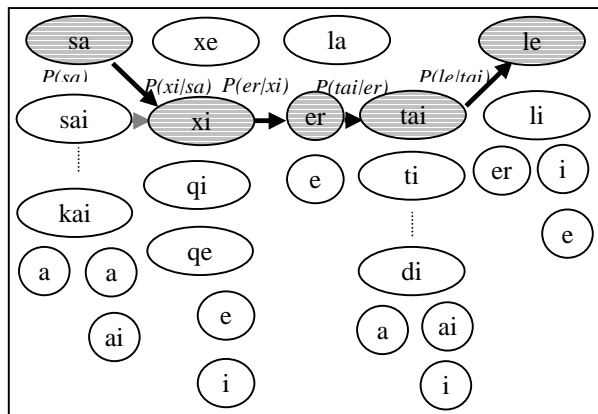 sa xe la le
P(sa) P(xi/sa) P(er/xi) P(tai/er) P(le/tai)
sai xi er tai li
qi e ti er i
kai qe di e
a a e a ai
ai i i